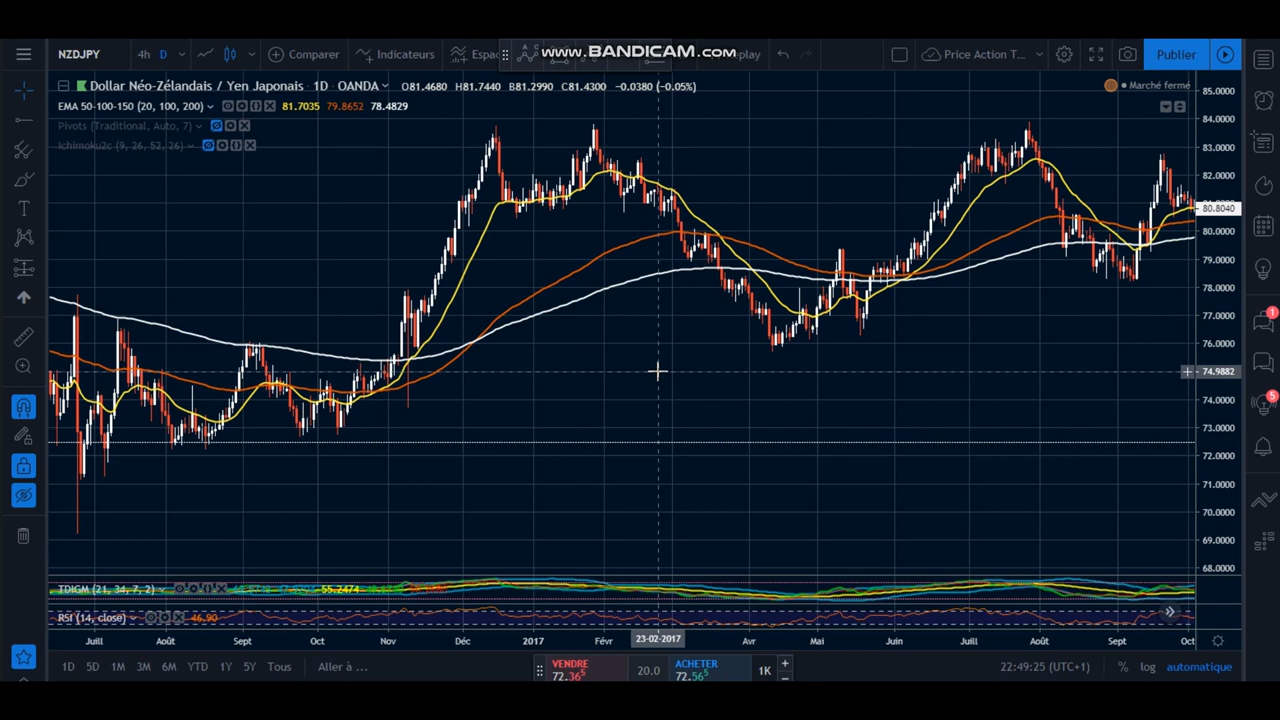 www.BANDICAM.com
NZDJPY 4h D Comparer Indicateurs Espa play Price Action T... Publier
Dollar Néo-Zélandais / Yen Japonais 1D OANDA O81.4680 H81.7440 B81.2990 C81.4300 -0.0380 (-0.05%) Marché fermé
EMA 50-100-150 (20, 100, 200) 81.7035 79.8652 78.4829
Pivots (Traditional, Auto, 7)
Ichimoku2c (9, 26, 52, 26)
85.0000
84.0000
83.0000
82.0000
80.8040
80.0000
79.0000
78.0000
77.0000
76.0000
74.9882
74.0000
73.0000
72.0000
71.0000
70.0000
69.0000
68.0000
1
5
TDIGM (21, 34, 7, 2) 55.2474
RSI (14, close) 46.90
Juill Août Sept Oct Nov Déc 2017 Févr 23-02-2017 Avr Mai Juin Juill Août Sept Oct
1D 5D 1M 3M 6M YTD 1Y 5Y Tous Aller à ... VENDRE 72.36⁵ 20.0 ACHETER 72.56⁵ 1K 22:49:25 (UTC+1) % log automatique